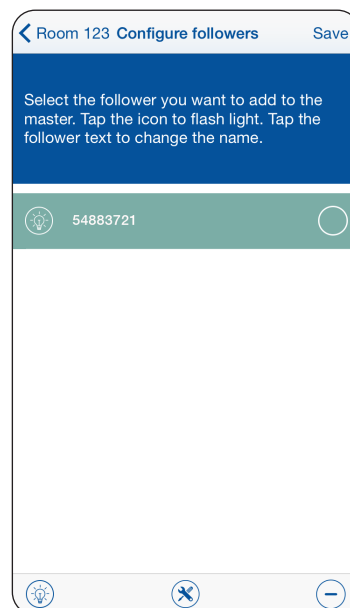 Room 123 Configure followers Save
Select the follower you want to add to the
master. Tap the icon to flash light. Tap the
follower text to change the name.
54883721